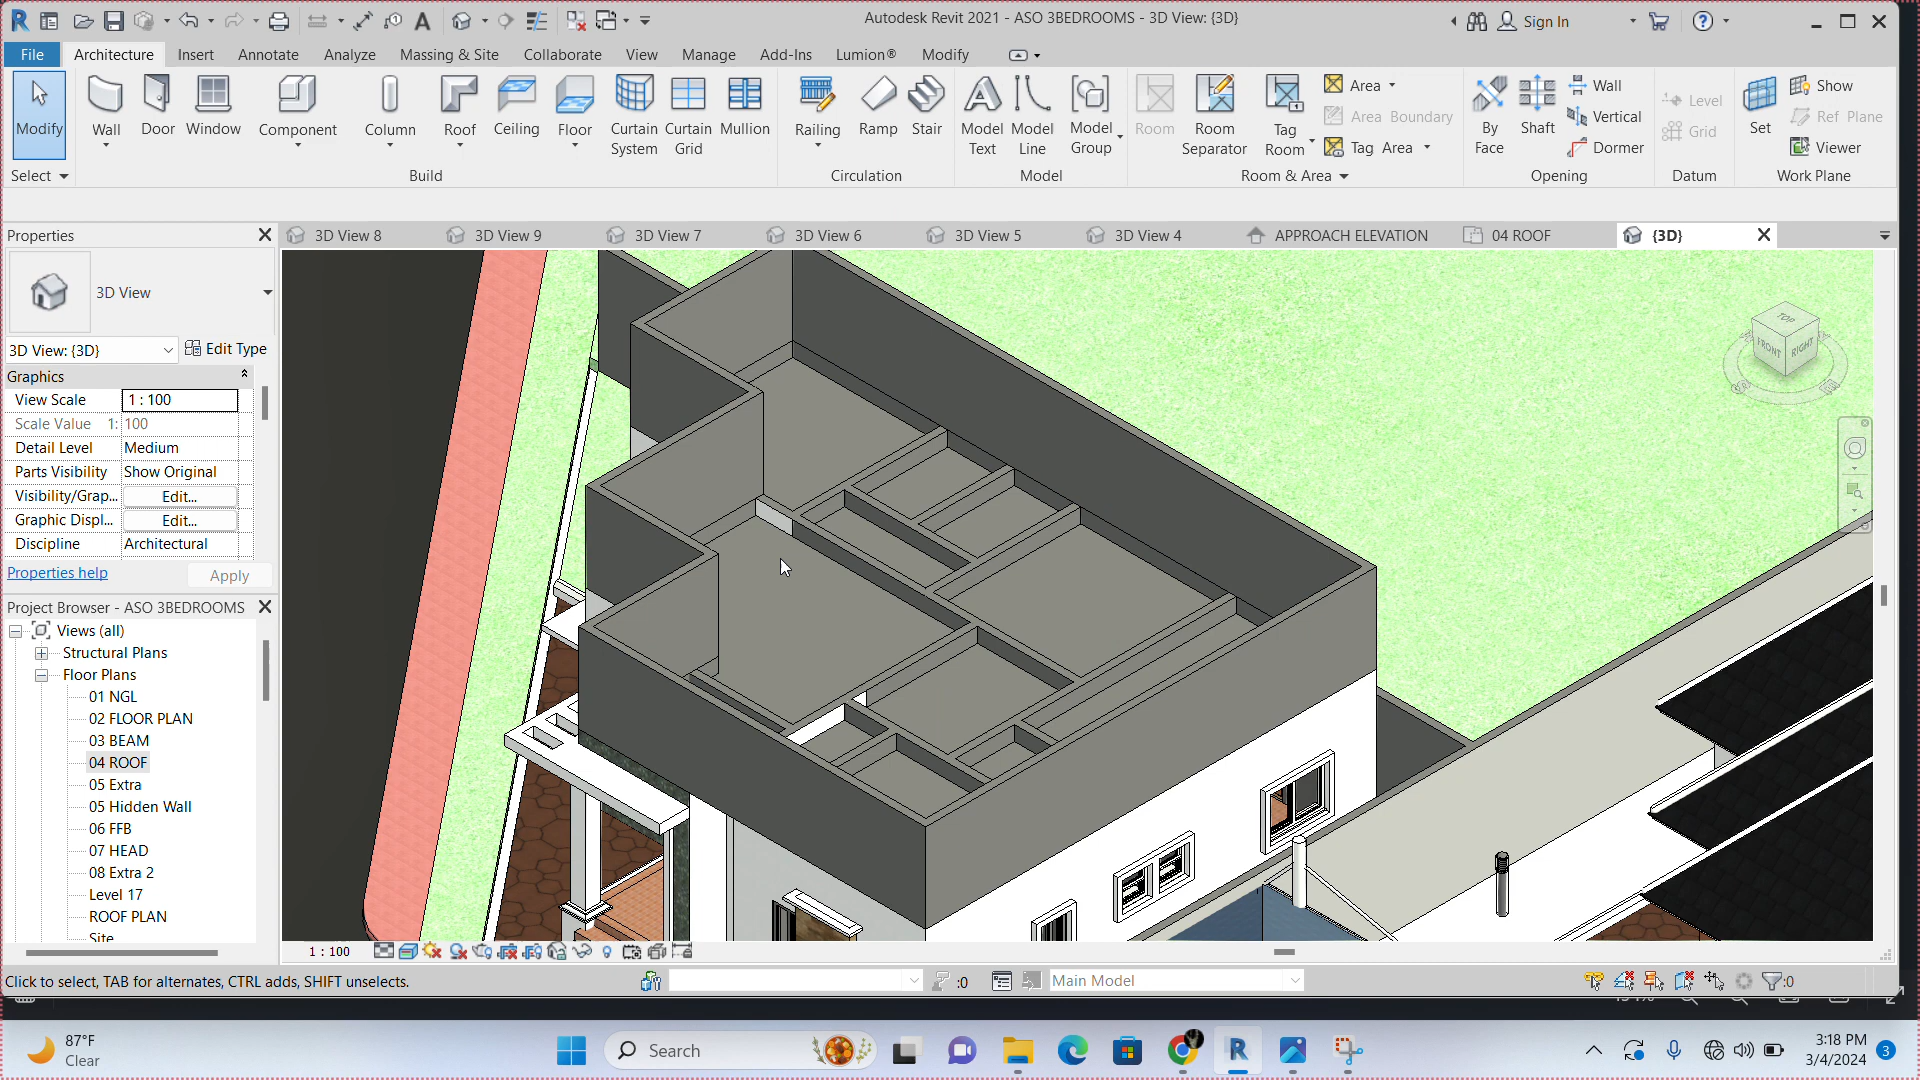 Autodesk Revit 2021 - ASO 3BEDROOMS - 3D View: {3D}
Sign In
File Architecture Insert Annotate Analyze Massing & Site Collaborate View Manage Add-Ins Lumion® Modify
Modify Wall Door Window Component Column Roof Ceiling Floor Curtain System Curtain Grid Mullion Railing Ramp Stair Model Text Model Line Model Group Room Room Separator Tag Room
Area
Area Boundary
Tag Area
By Face Shaft
Wall
Vertical
Dormer
Level
Grid
Set
Show
Ref Plane
Viewer
Select Build Circulation Model Room & Area Opening Datum Work Plane
Properties
3D View 8 3D View 9 3D View 7 3D View 6 3D View 5 3D View 4 APPROACH ELEVATION 04 ROOF {3D}
3D View
3D View: {3D} Edit Type
Graphics
View Scale 1 : 100
Scale Value 1: 100
Detail Level Medium
Parts Visibility Show Original
Visibility/Grap... Edit...
Graphic Displ... Edit...
Discipline Architectural
Properties help Apply
TOP
FRONT RIGHT
Project Browser - ASO 3BEDROOMS
Views (all)
Structural Plans
Floor Plans
01 NGL
02 FLOOR PLAN
03 BEAM
04 ROOF
05 Extra
05 Hidden Wall
06 FFB
07 HEAD
08 Extra 2
Level 17
ROOF PLAN
Site
1 : 100
Click to select, TAB for alternates, CTRL adds, SHIFT unselects.
:0
Main Model
:0
87°F
Clear
Search
3:18 PM
3/4/2024
3